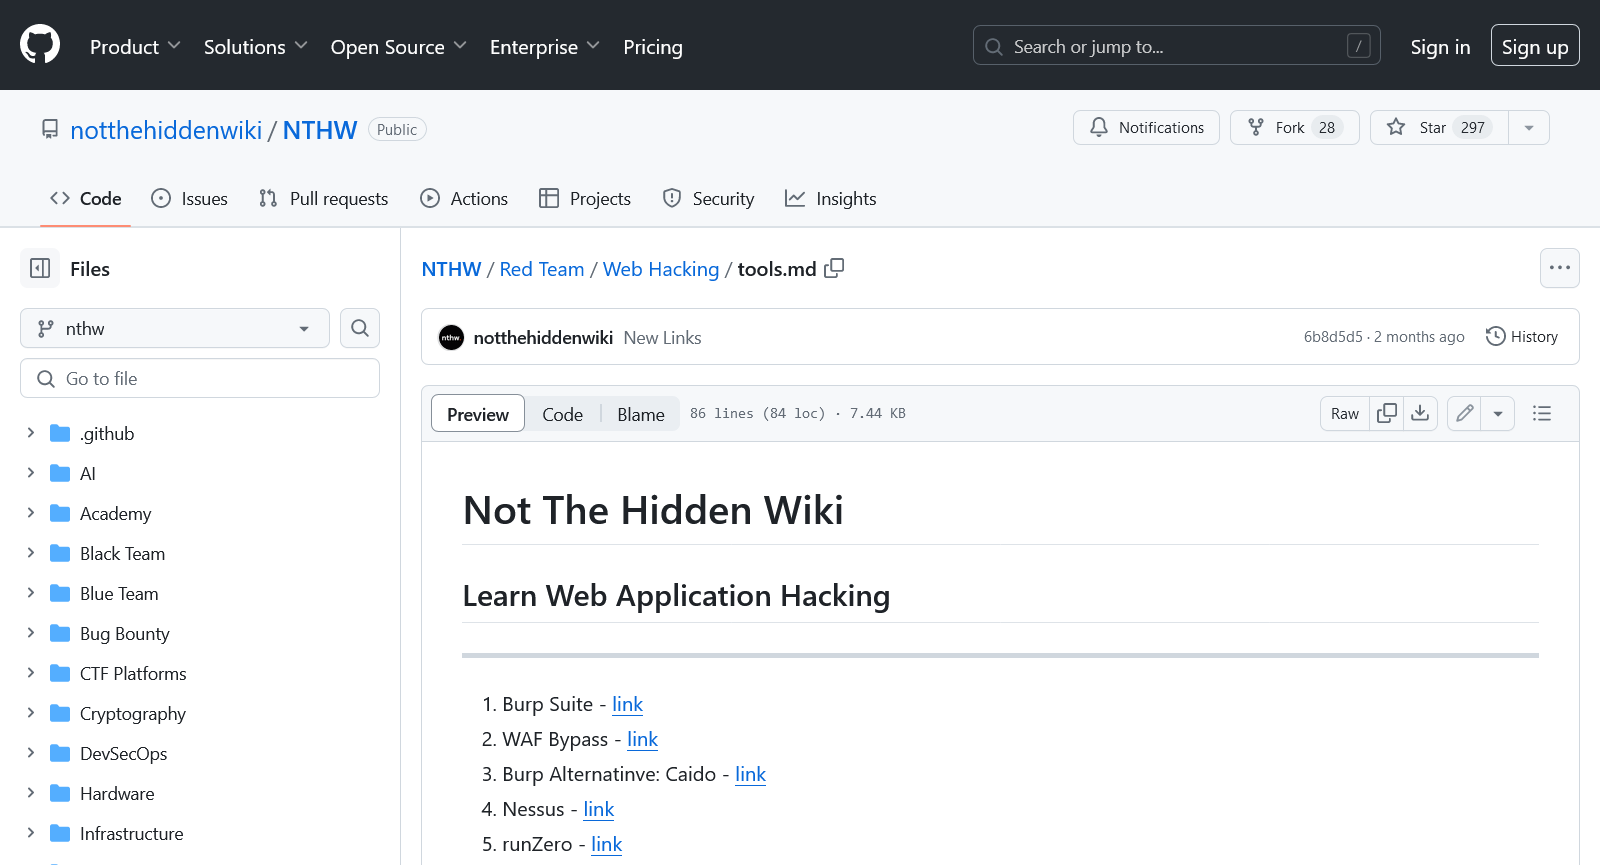 Product Solutions Open Source Enterprise Pricing Search or jump to... / Sign in Sign up
notthehiddenwiki / NTHW Public Notifications Fork 28 Star 297
Code Issues Pull requests Actions Projects Security Insights
Files
nthw
Go to file
.github
AI
Academy
Black Team
Blue Team
Bug Bounty
CTF Platforms
Cryptography
DevSecOps
Hardware
Infrastructure
NTHW / Red Team / Web Hacking / tools.md
nthw. notthehiddenwiki New Links 6b8d5d5 · 2 months ago History
Preview Code Blame 86 lines (84 loc) · 7.44 KB Raw
Not The Hidden Wiki
Learn Web Application Hacking
1. Burp Suite - link
2. WAF Bypass - link
3. Burp Alternatinve: Caido - link
4. Nessus - link
5. runZero - link